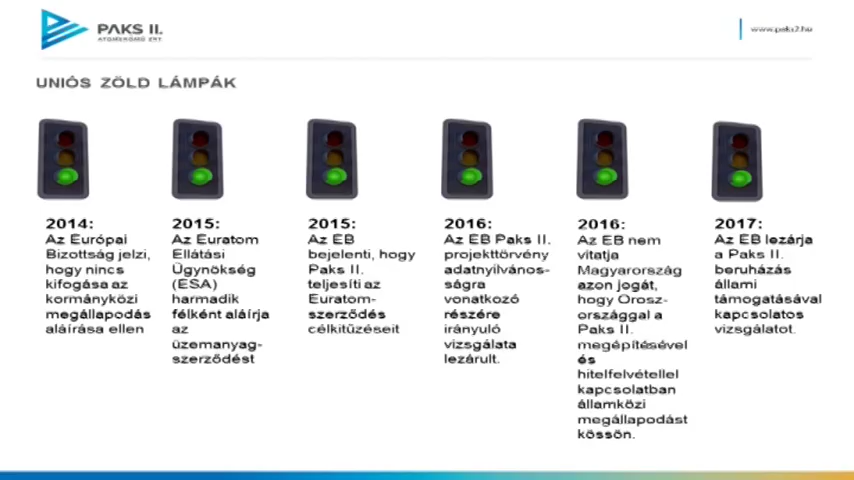 PAKS II.
ATOMERŐMŰ ZRT.
www.paks2.hu
UNIÓS ZÖLD LÁMPÁK
2014:
Az Európai
Bizottság jelzi,
hogy nincs
kifogása az
kormányközi
megállapodás
aláírása ellen
2015:
Az Euratom
Ellátási
Ügynökség
(ESA)
harmadik
félként aláírja
az
üzemanyag-
szerződést
2015:
Az EB
bejelenti, hogy
Paks II.
teljesíti az
Euratom-
szerződés
célkitűzéseit
2016:
Az EB Paks II.
projekttörvény
adatnyilvános-
ságra
vonatkozó
részére
irányuló
vizsgálata
lezárult.
2016:
Az EB nem
vitatja
Magyarország
azon jogát,
hogy Orosz-
országgal a
Paks II.
megépítésével
és
hitelfelvétellel
kapcsolatban
államközi
megállapodást
kössön.
2017:
Az EB lezárja
a Paks II.
beruházás
állami
támogatásával
kapcsolatos
vizsgálatot.